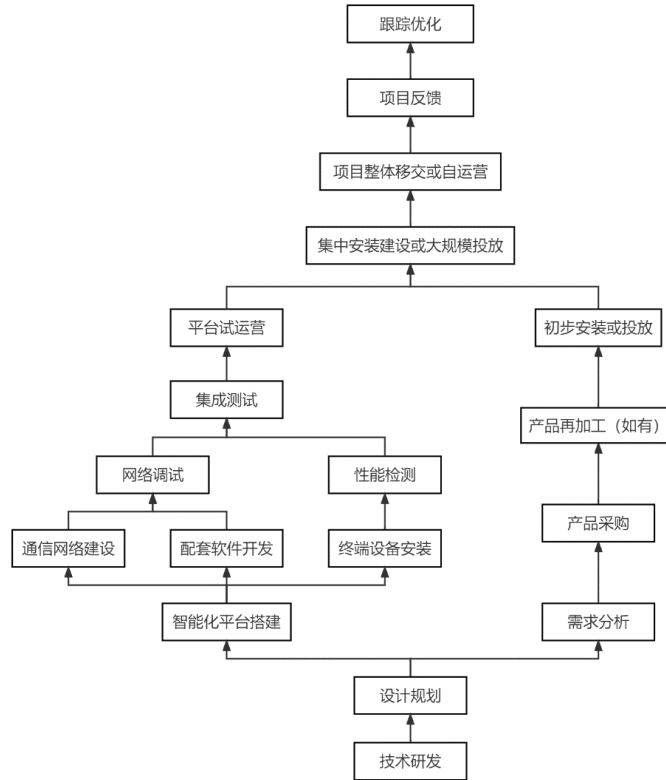 跟踪优化
项目反馈
项目整体移交或自运营
集中安装建设或大规模投放
平台试运营
初步安装或投放
集成测试
产品再加工（如有）
网络调试
性能检测
产品采购
通信网络建设
配套软件开发
终端设备安装
智能化平台搭建
需求分析
设计规划
技术研发